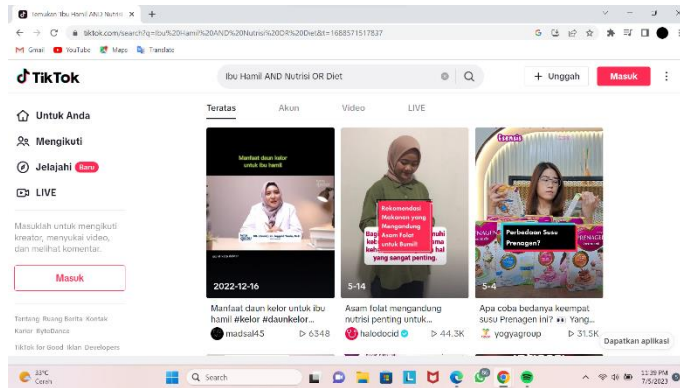 Temukan 'Ibu Hamil AND Nutrisi
tiktok.com/search?q=Ibu%20Hamil%20AND%20Nutrisi%20OR%20Diet&t=1688571517837
Gmail YouTube Maps Translate
TikTok
Ibu Hamil AND Nutrisi OR Diet
Unggah
Masuk
Untuk Anda
Mengikuti
Jelajahi Baru
LIVE
Masuklah untuk mengikuti
kreator, menyukai video,
dan melihat komentar.
Masuk
Tentang Ruang Berita Kontak
Karier ByteDance
TikTok for Good Iklan Developers
Teratas Akun Video LIVE
Manfaat daun kelor
untuk ibu hamil
2022-12-16
Manfaat daun kelor untuk ibu
hamil #kelor #daunkelor...
madsal45 6348
Rekomendasi
Makanan yang
Mengandung
Asam Folat
untuk Bumil!
yang sangat penting.
5-14
Asam folat mengandung
nutrisi penting untuk...
halodocid 44.3K
Perbedaan Susu
Prenagen?
5-4
Apa coba bedanya keempat
susu Prenagen ini? 👀 Yang...
yogyagroup 31.5K
Dapatkan aplikasi
33°C
Search
11:39 PM
7/5/2023